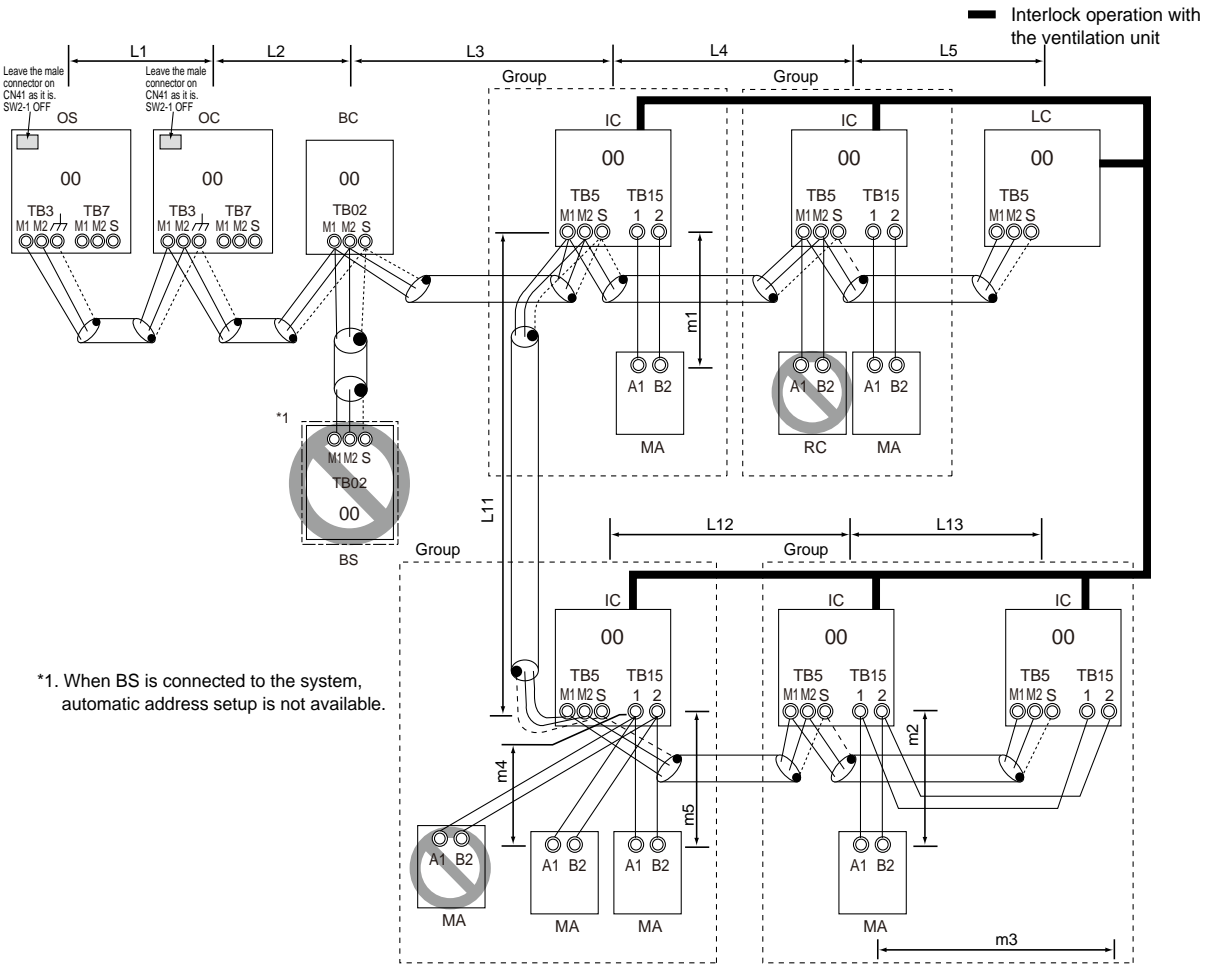 Interlock operation with
the ventilation unit
L1
L2
L3
L4
L5
Leave the male
connector on
CN41 as it is.
SW2-1 OFF
Leave the male
connector on
CN41 as it is.
SW2-1 OFF
Group
Group
OS
OC
BC
IC
IC
LC
00
00
00
00
00
00
TB3
TB7
TB3
TB7
TB02
TB5
TB15
TB5
TB15
TB5
M1 M2
M1 M2 S
M1 M2
M1 M2 S
M1 M2 S
M1 M2 S
1 2
M1 M2 S
1 2
M1 M2 S
m1
A1 B2
MA
A1 B2
RC
A1 B2
MA
*1
M1 M2 S
TB02
00
BS
L11
L12
L13
Group
Group
IC
IC
IC
00
00
00
TB5
TB15
TB5
TB15
TB5
TB15
M1 M2 S
1 2
M1 M2 S
1 2
M1 M2 S
1 2
*1. When BS is connected to the system,
automatic address setup is not available.
m4
m5
m2
A1 B2
MA
A1 B2
MA
A1 B2
MA
A1 B2
MA
m3